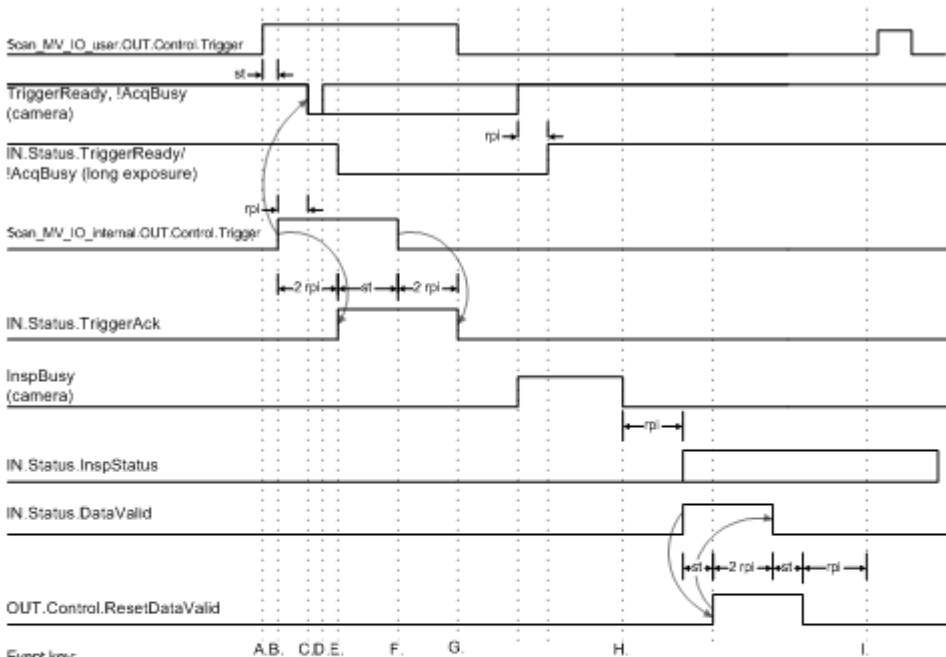 Scan_MV_IO_user.OUT.Control.Trigger
st
TriggerReady, !AcqBusy
(camera)
rpi
IN.Status.TriggerReady/
!AcqBusy (long exposure)
rpi
Scan_MV_IO_internal.OUT.Control.Trigger
2 rpi st 2 rpi
IN.Status.TriggerAck
InspBusy
(camera)
rpi
IN.Status.InspStatus
IN.Status.DataValid
st 2 rpi st rpi
OUT.Control.ResetDataValid
A. B. C. D. E. F. G. H. I.